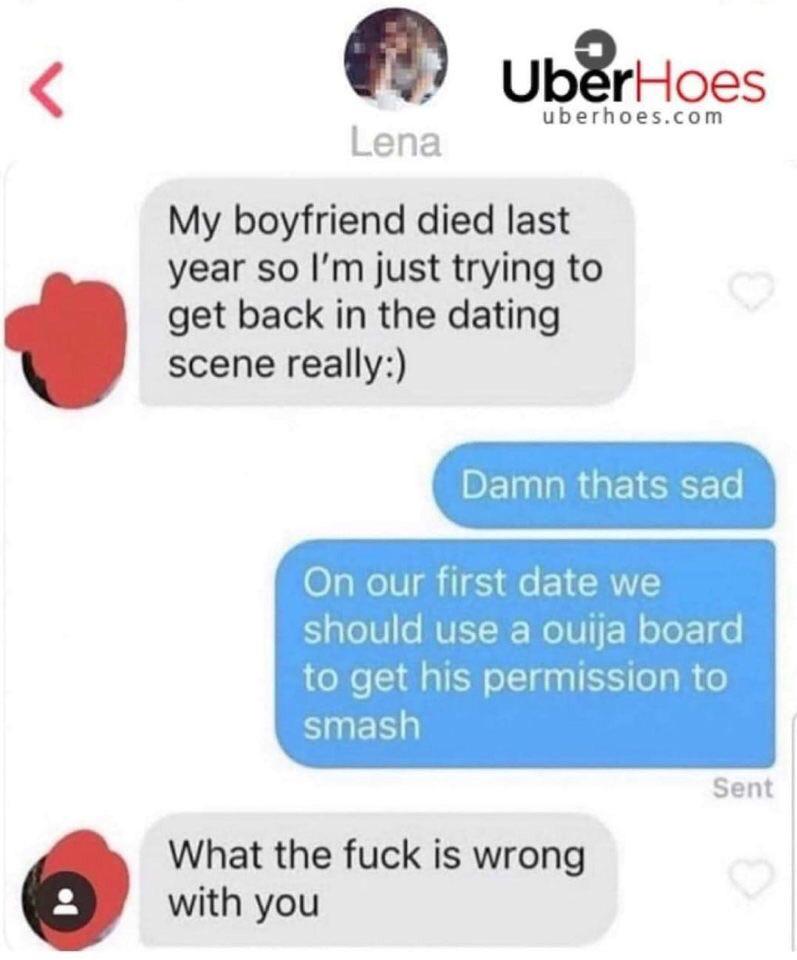 UberHoes
uberhoes.com
Lena
My boyfriend died last
year so I'm just trying to
get back in the dating
scene really:)
Damn thats sad
On our first date we
should use a ouija board
to get his permission to
smash
Sent
What the fuck is wrong
with you